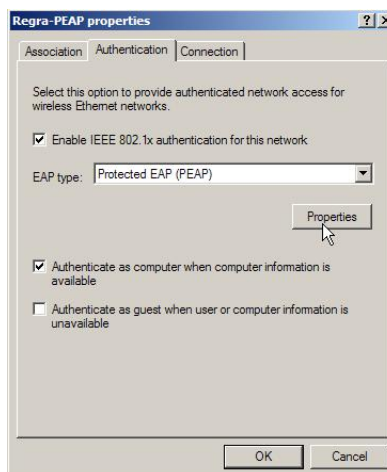 Regra-PEAP properties
Association Authentication Connection
Select this option to provide authenticated network access for
wireless Ethernet networks.
Enable IEEE 802.1x authentication for this network
EAP type: Protected EAP (PEAP)
Properties
Authenticate as computer when computer information is
available
Authenticate as guest when user or computer information is
unavailable
OK Cancel